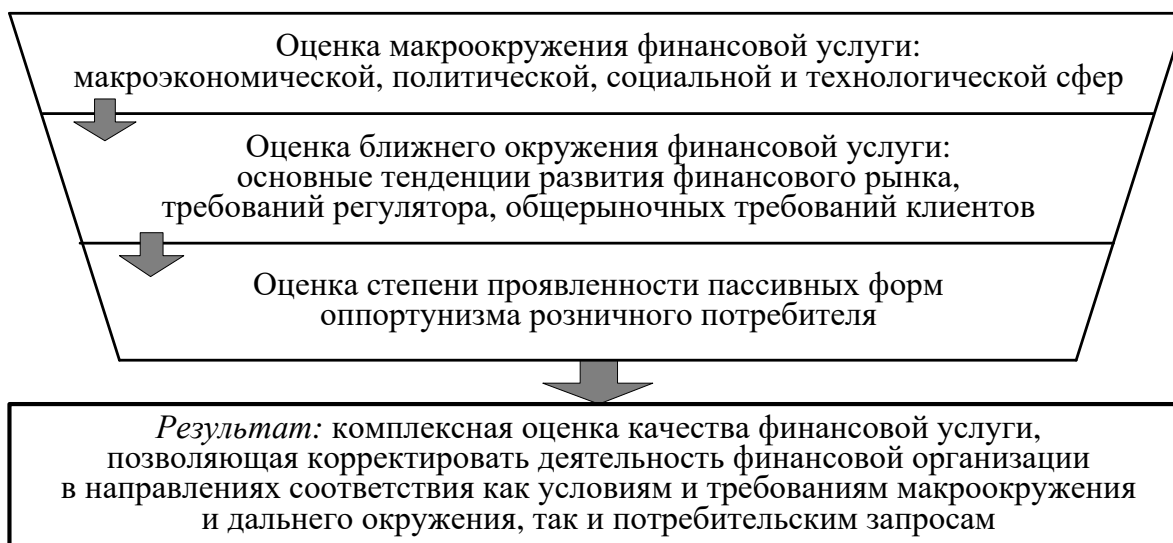 Оценка макроокружения финансовой услуги:
макроэкономической, политической, социальной и технологической сфер
Оценка ближнего окружения финансовой услуги:
основные тенденции развития финансового рынка,
требований регулятора, общерыночных требований клиентов
Оценка степени проявленности пассивных форм
оппортунизма розничного потребителя
Результат: комплексная оценка качества финансовой услуги,
позволяющая корректировать деятельность финансовой организации
в направлениях соответствия как условиям и требованиям макроокружения
и дальнего окружения, так и потребительским запросам